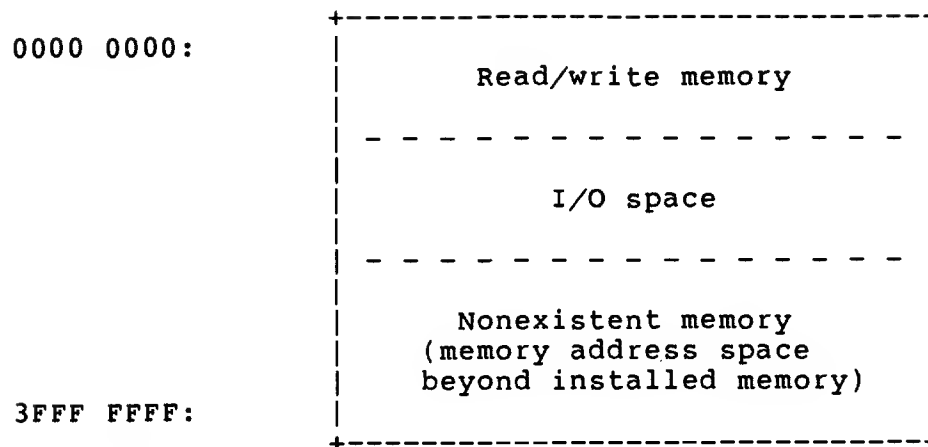 0000 0000:
Read/write memory
I/O space
Nonexistent memory
(memory address space
beyond installed memory)
3FFF FFFF: